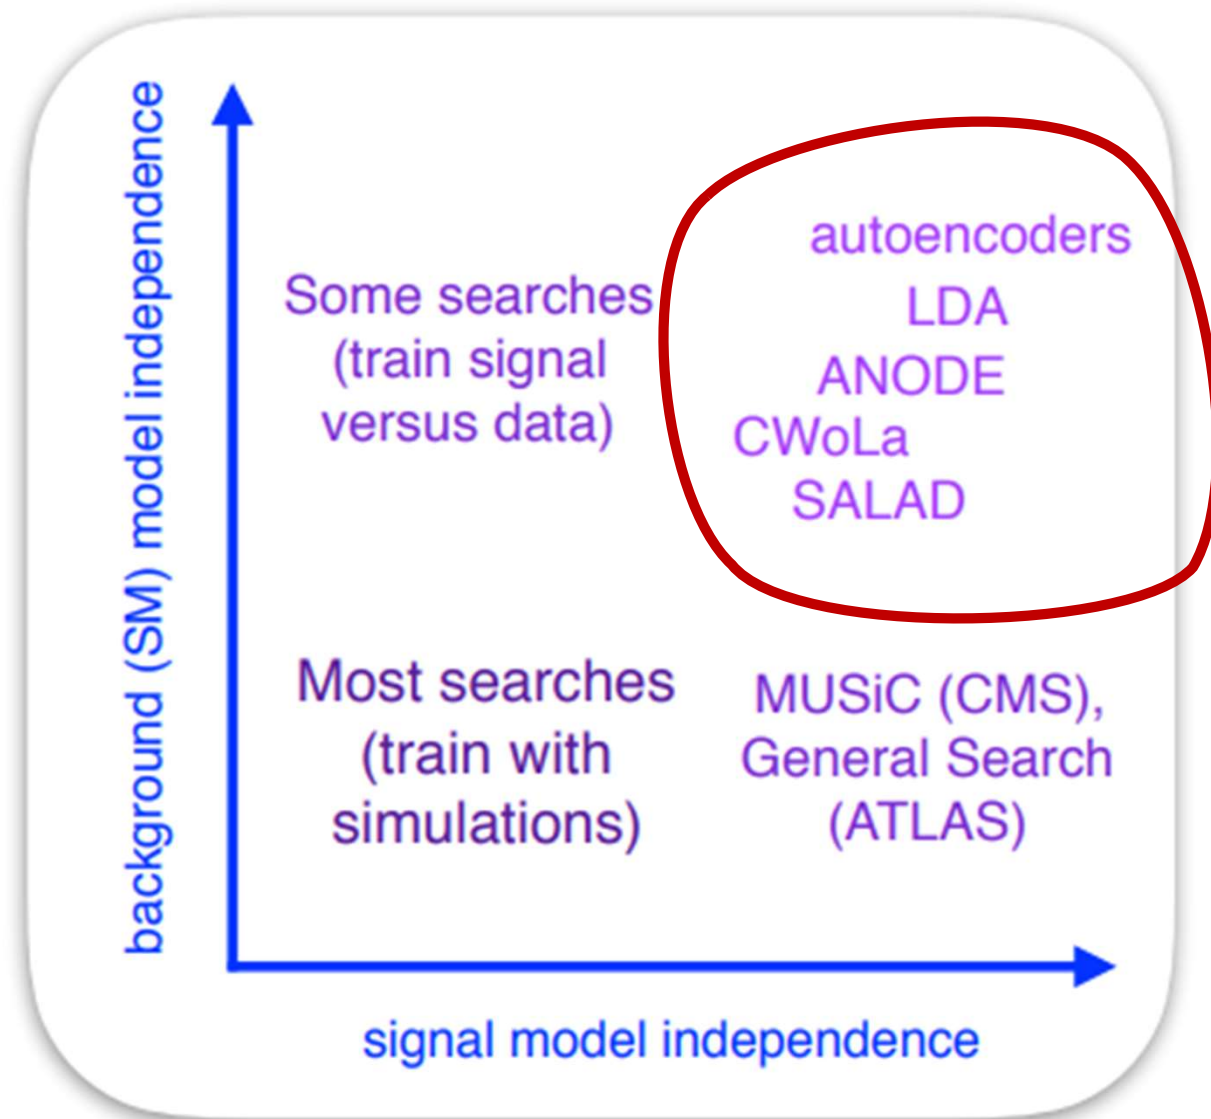 background (SM) model independence
Some searches
(train signal
versus data)
autoencoders
LDA
ANODE
CWoLa
SALAD
Most searches
(train with
simulations)
MUSiC (CMS),
General Search
(ATLAS)
signal model independence